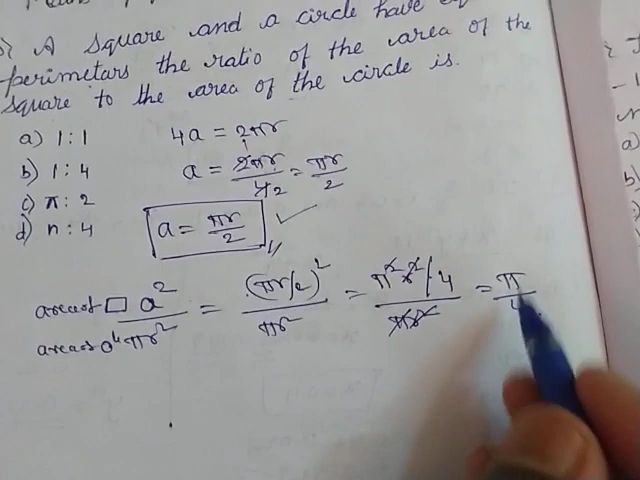 A square and a circle have
perimetars the ratio of the area of the
square to the area of the circle is.
a) 1:1
b) 1:4
c) π:2
d) n:4
4a = 2πr
a = 2πr/42 = πr/2
a = πr/2
area of □ a² / area of o πr² = (πr/2)² / πr² = π²r²/4 / πr² = π/4
a)
b)